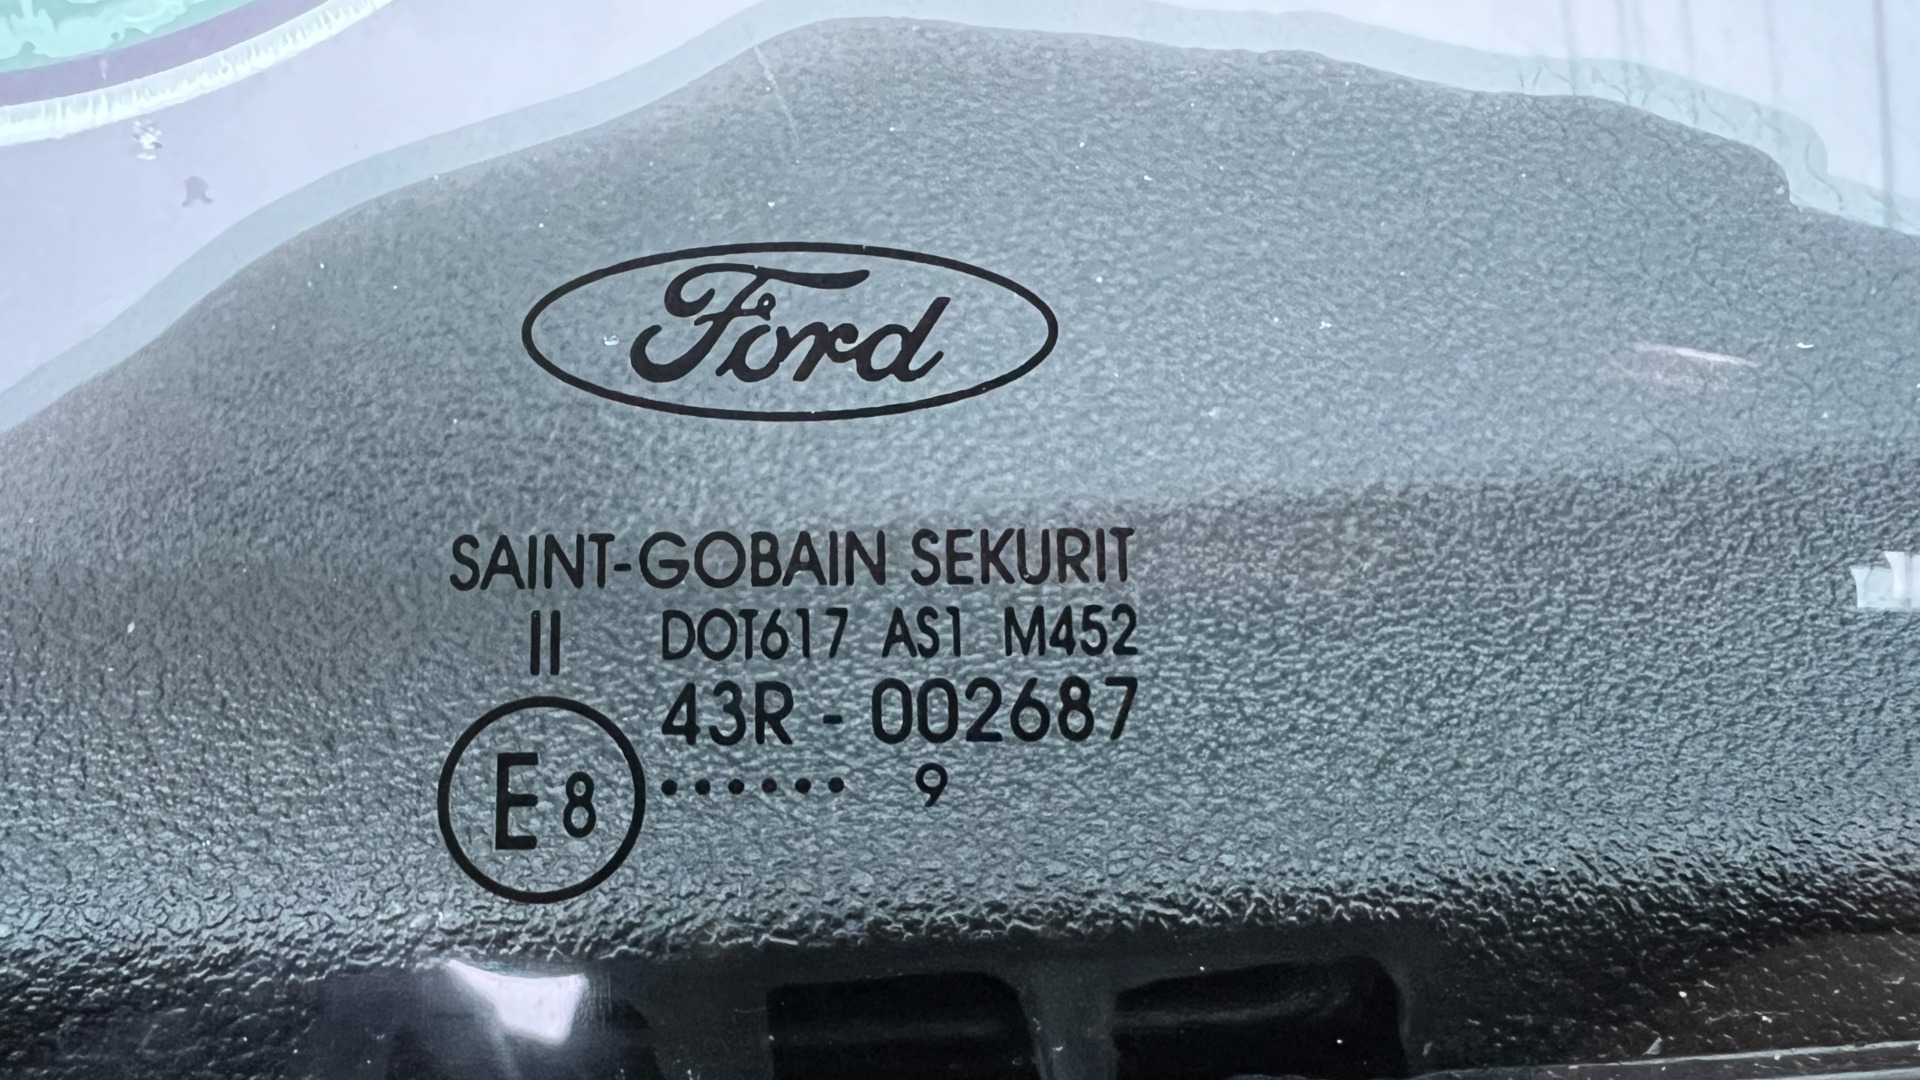 Ford
SAINT-GOBAIN SEKURIT
II DOT617 AS1 M452
43R - 002687
E8 ...... 9